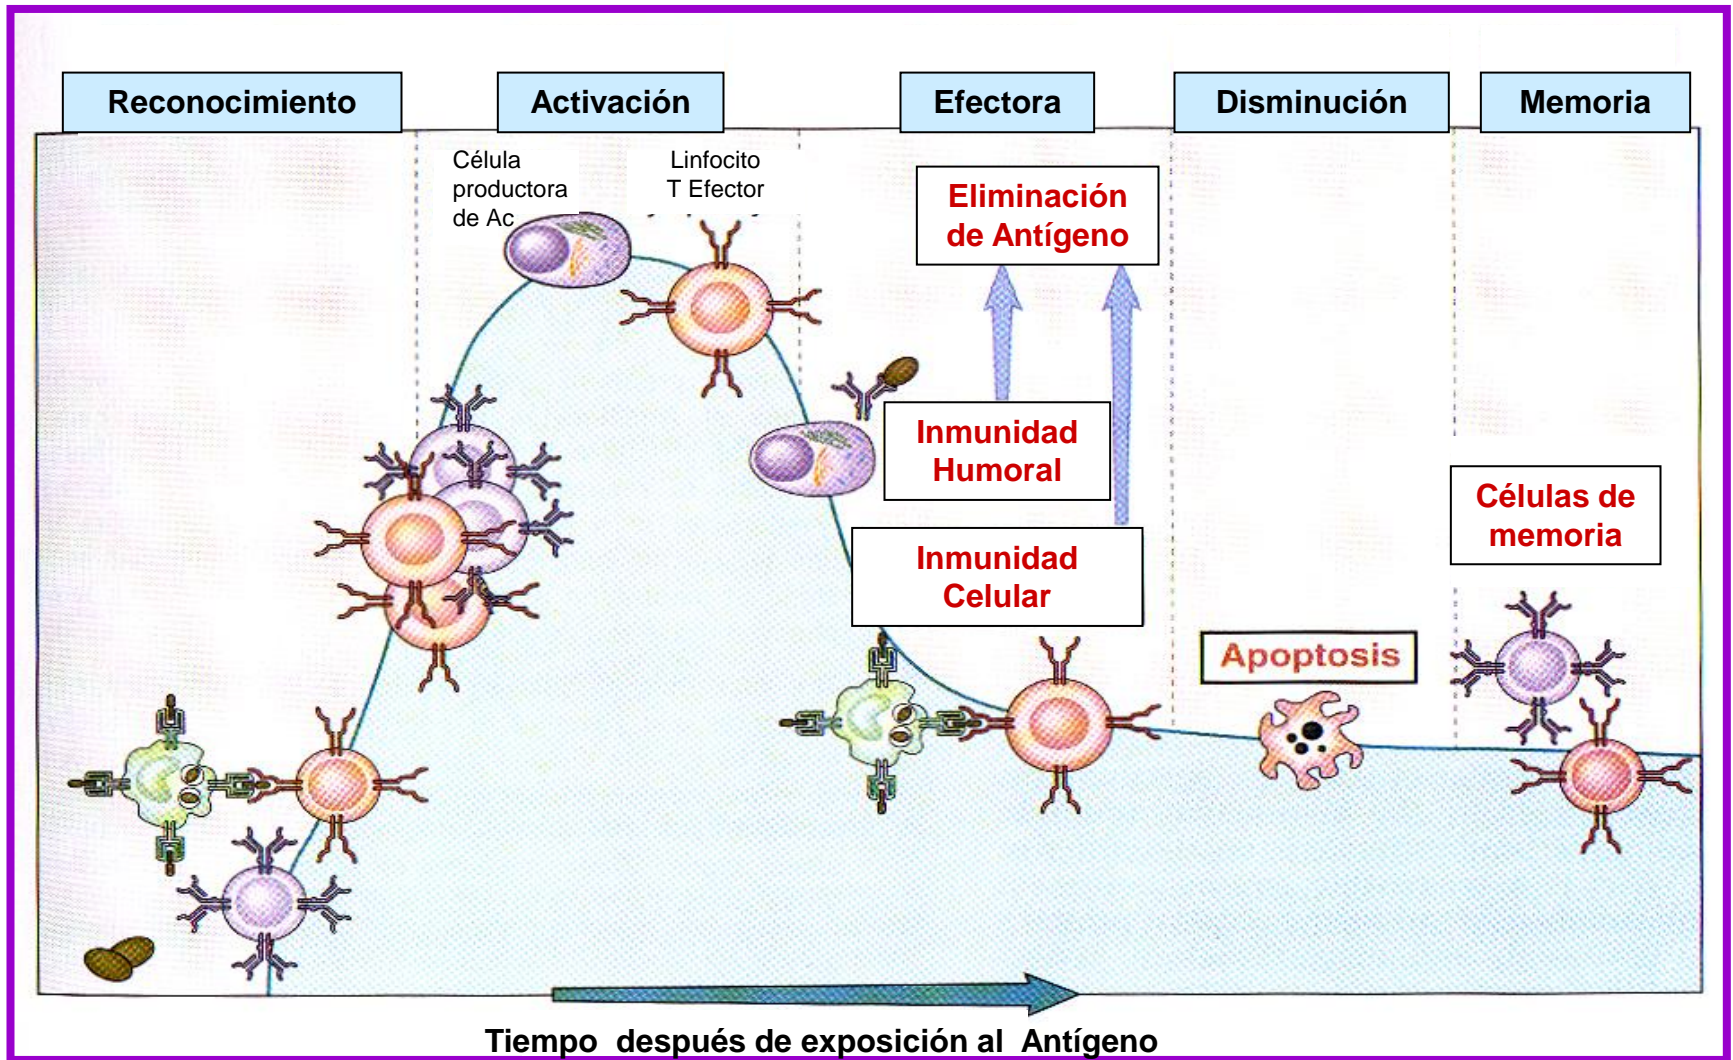 Reconocimiento
Activación
Efectora
Disminución
Memoria
Célula
productora
de Ac
Linfocito
T Efector
Eliminación
de Antígeno
Inmunidad
Humoral
Inmunidad
Celular
Apoptosis
Células de
memoria
Tiempo después de exposición al Antígeno